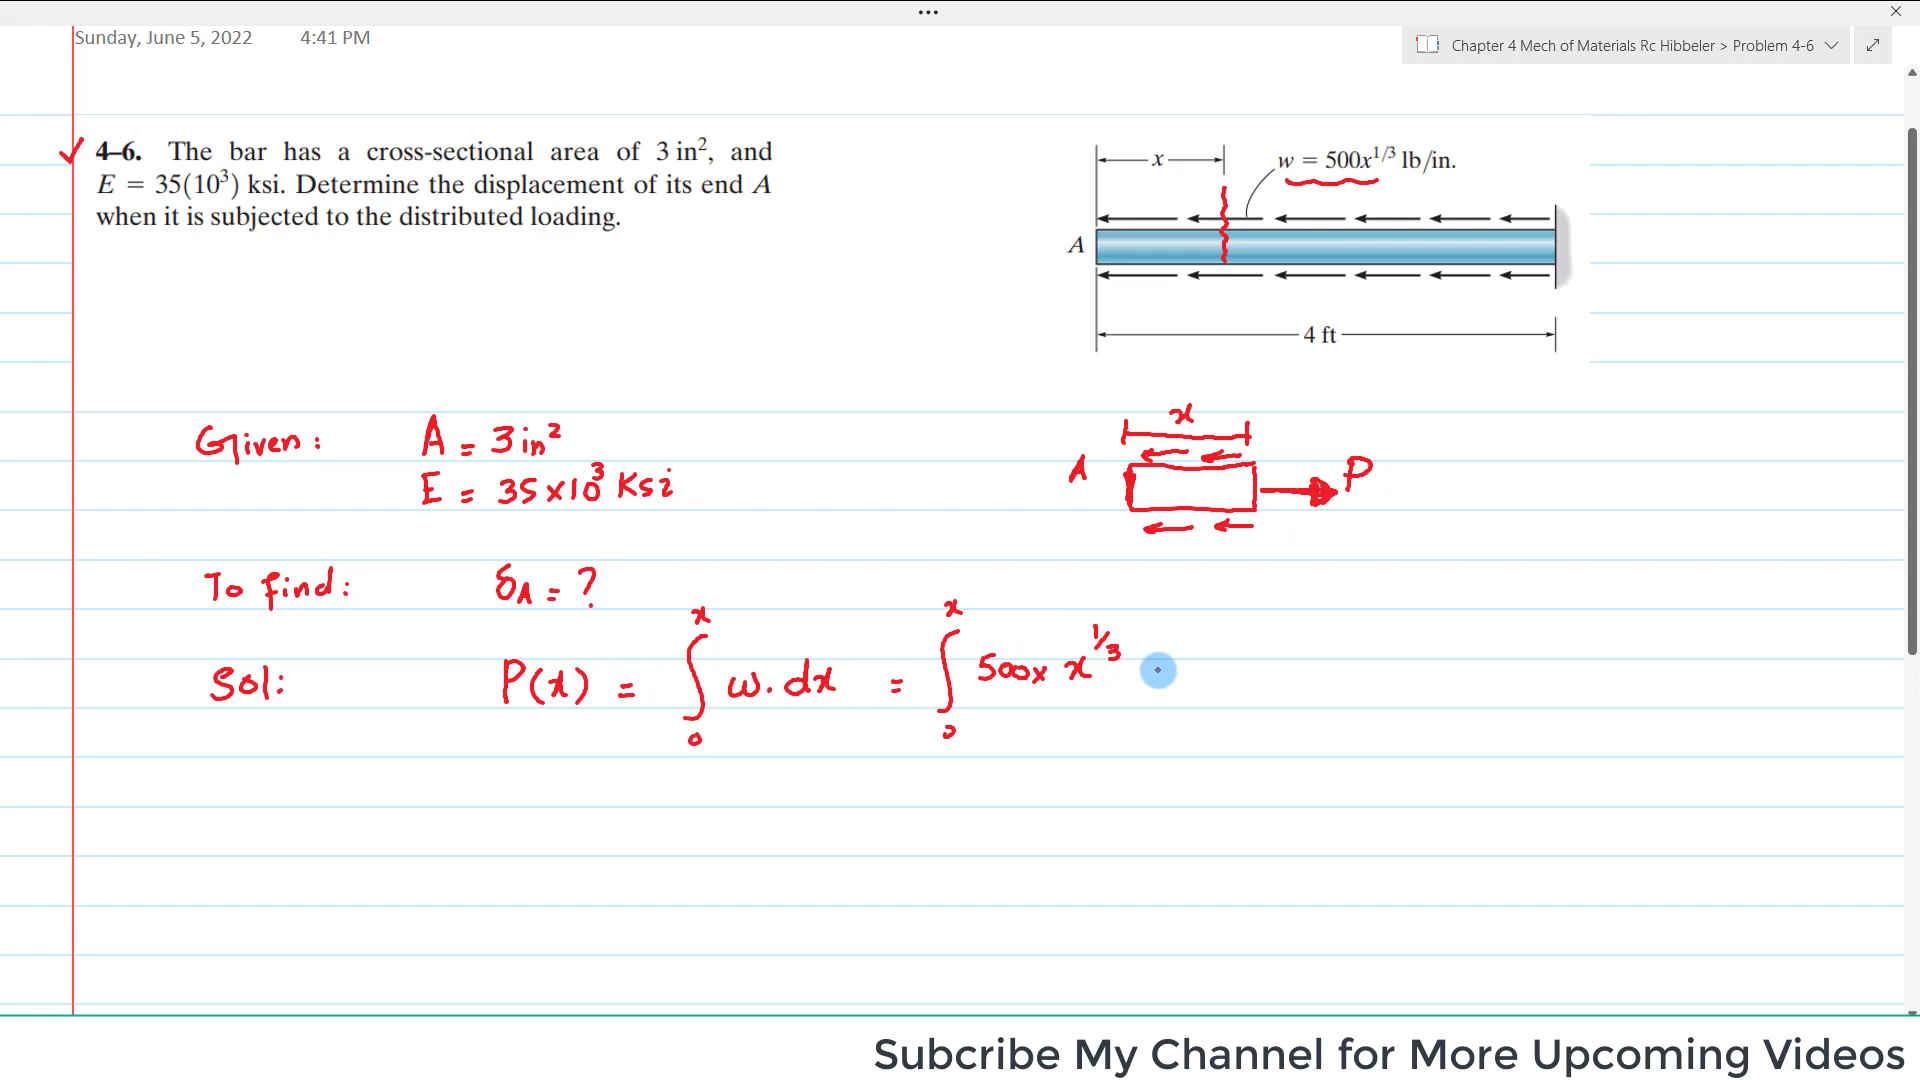 Sunday, June 5, 2022 4:41 PM
Chapter 4 Mech of Materials Rc Hibbeler > Problem 4-6
4–6. The bar has a cross-sectional area of 3 in², and
E = 35(10³) ksi. Determine the displacement of its end A
when it is subjected to the distributed loading.
x
w = 500x^1/3 lb/in.
A
4 ft
Given: A = 3 in²
E = 35×10³ Ksi
x
A
P
To find: δA = ?
Sol: P(x) = ∫₀ˣ w.dx = ∫₀ˣ 500x x^1/3
Subcribe My Channel for More Upcoming Videos